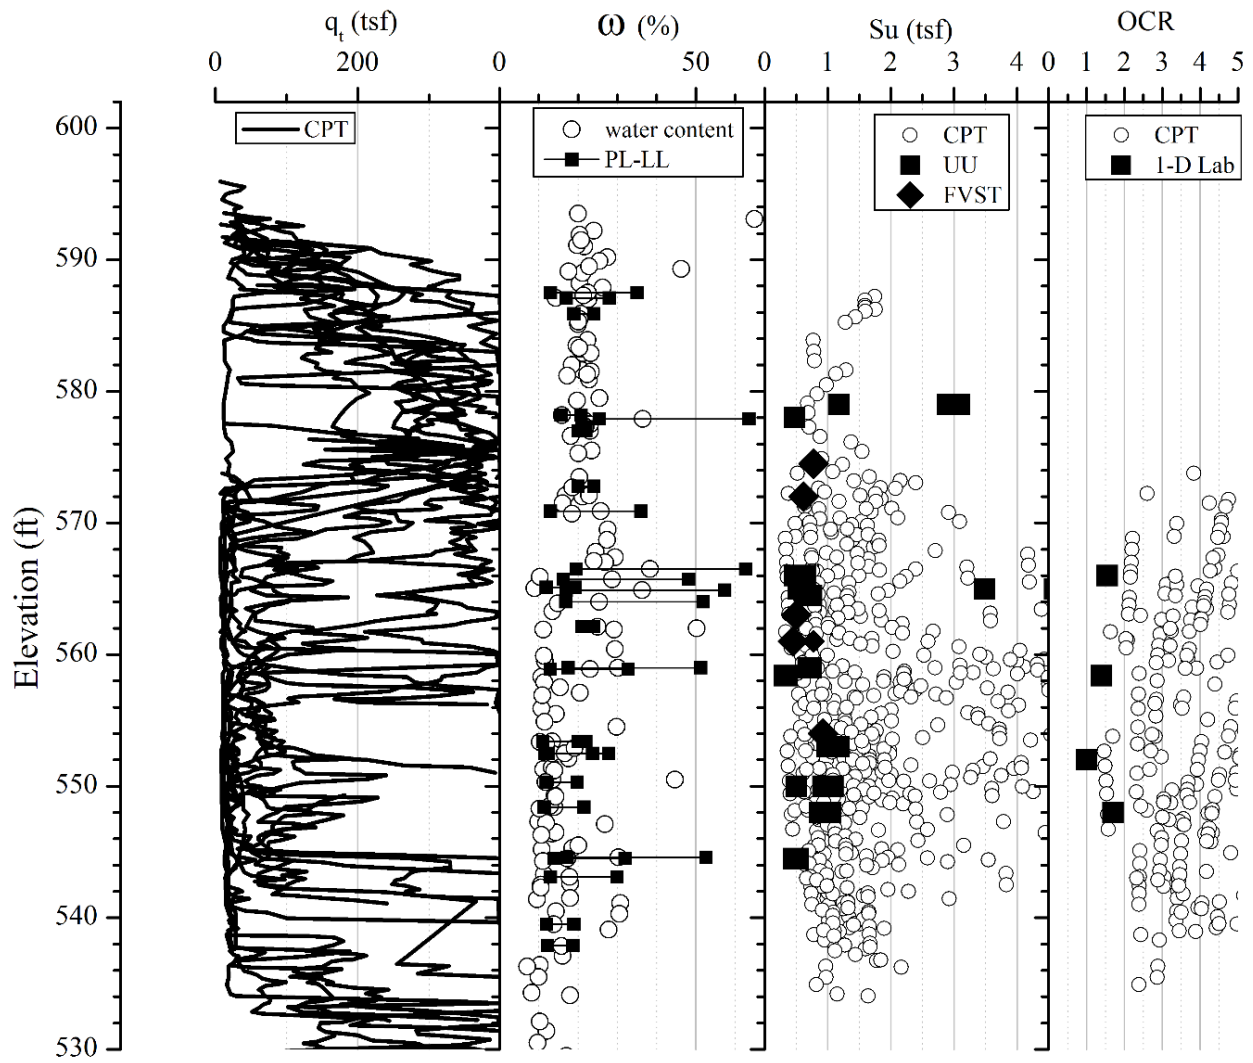 q_t (tsf)
ω (%)
Su (tsf)
OCR
0 200 0 50 0 1 2 3 4 0 1 2 3 4 5
600
CPT
water content
PL-LL
CPT
UU
FVST
CPT
1-D Lab
590
580
570
560
550
540
530
Elevation (ft)